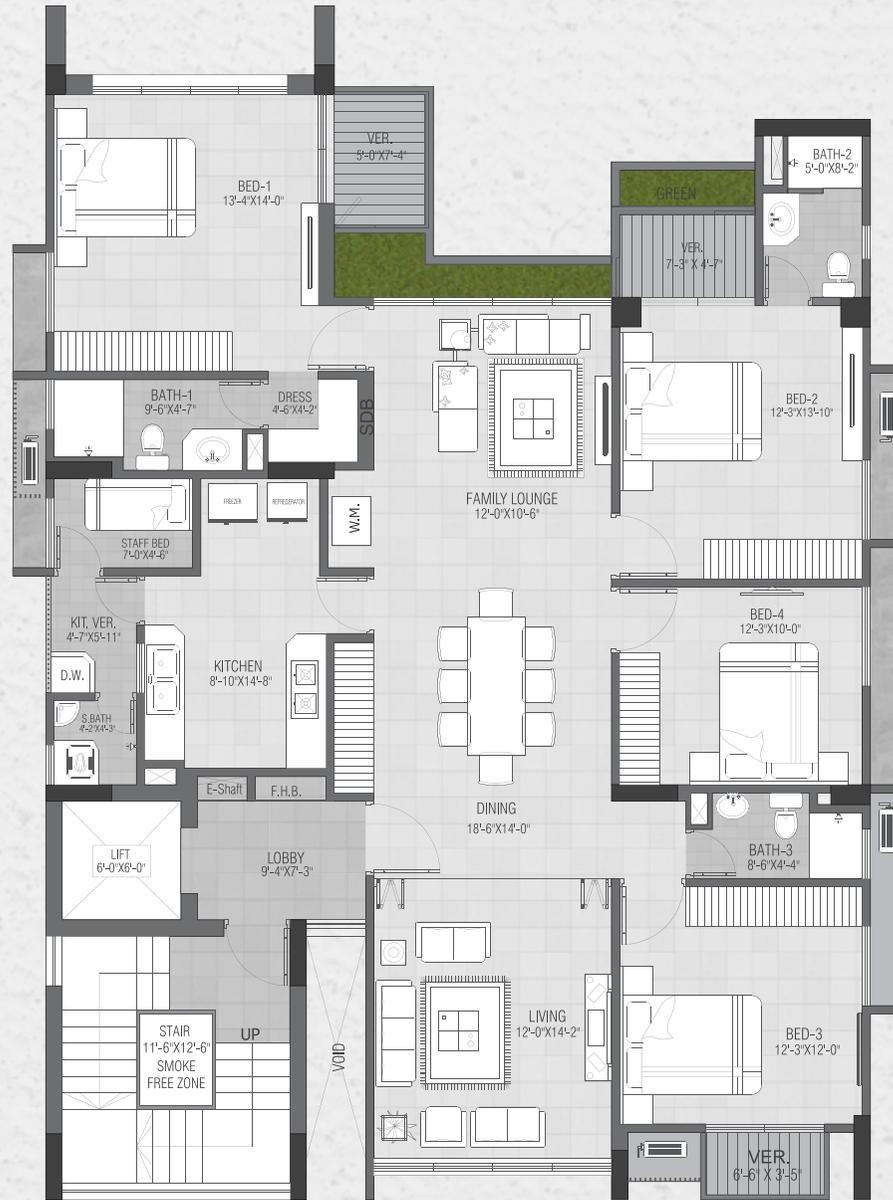 VER.
5'-0"X7'-4"
BED-1
13'-4"X14'-0"
BATH-2
5'-0"X8'-2"
GREEN
VER.
7'-3" X 4'-7"
BATH-1
9'-6"X4'-7"
DRESS
4'-6"X4'-2"
SDB
BED-2
12'-3"X13'-10"
FREEZER
REFREGERATOR
W.M.
FAMILY LOUNGE
12'-0"X10'-6"
STAFF BED
7'-0"X4'-6"
KIT. VER.
4'-7"X5'-11"
BED-4
12'-3"X10'-0"
D.W.
KITCHEN
8'-10"X14'-8"
S.BATH
4'-2"X4'-3"
E-Shaft
F.H.B.
DINING
18'-6"X14'-0"
LIFT
6'-0"X6'-0"
LOBBY
9'-4"X7'-3"
BATH-3
8'-6"X4'-4"
LIVING
12'-0"X14'-2"
STAIR
11'-6"X12'-6"
SMOKE
FREE ZONE
UP
VOID
BED-3
12'-3"X12'-0"
VER.
6'-6" X 3'-5"